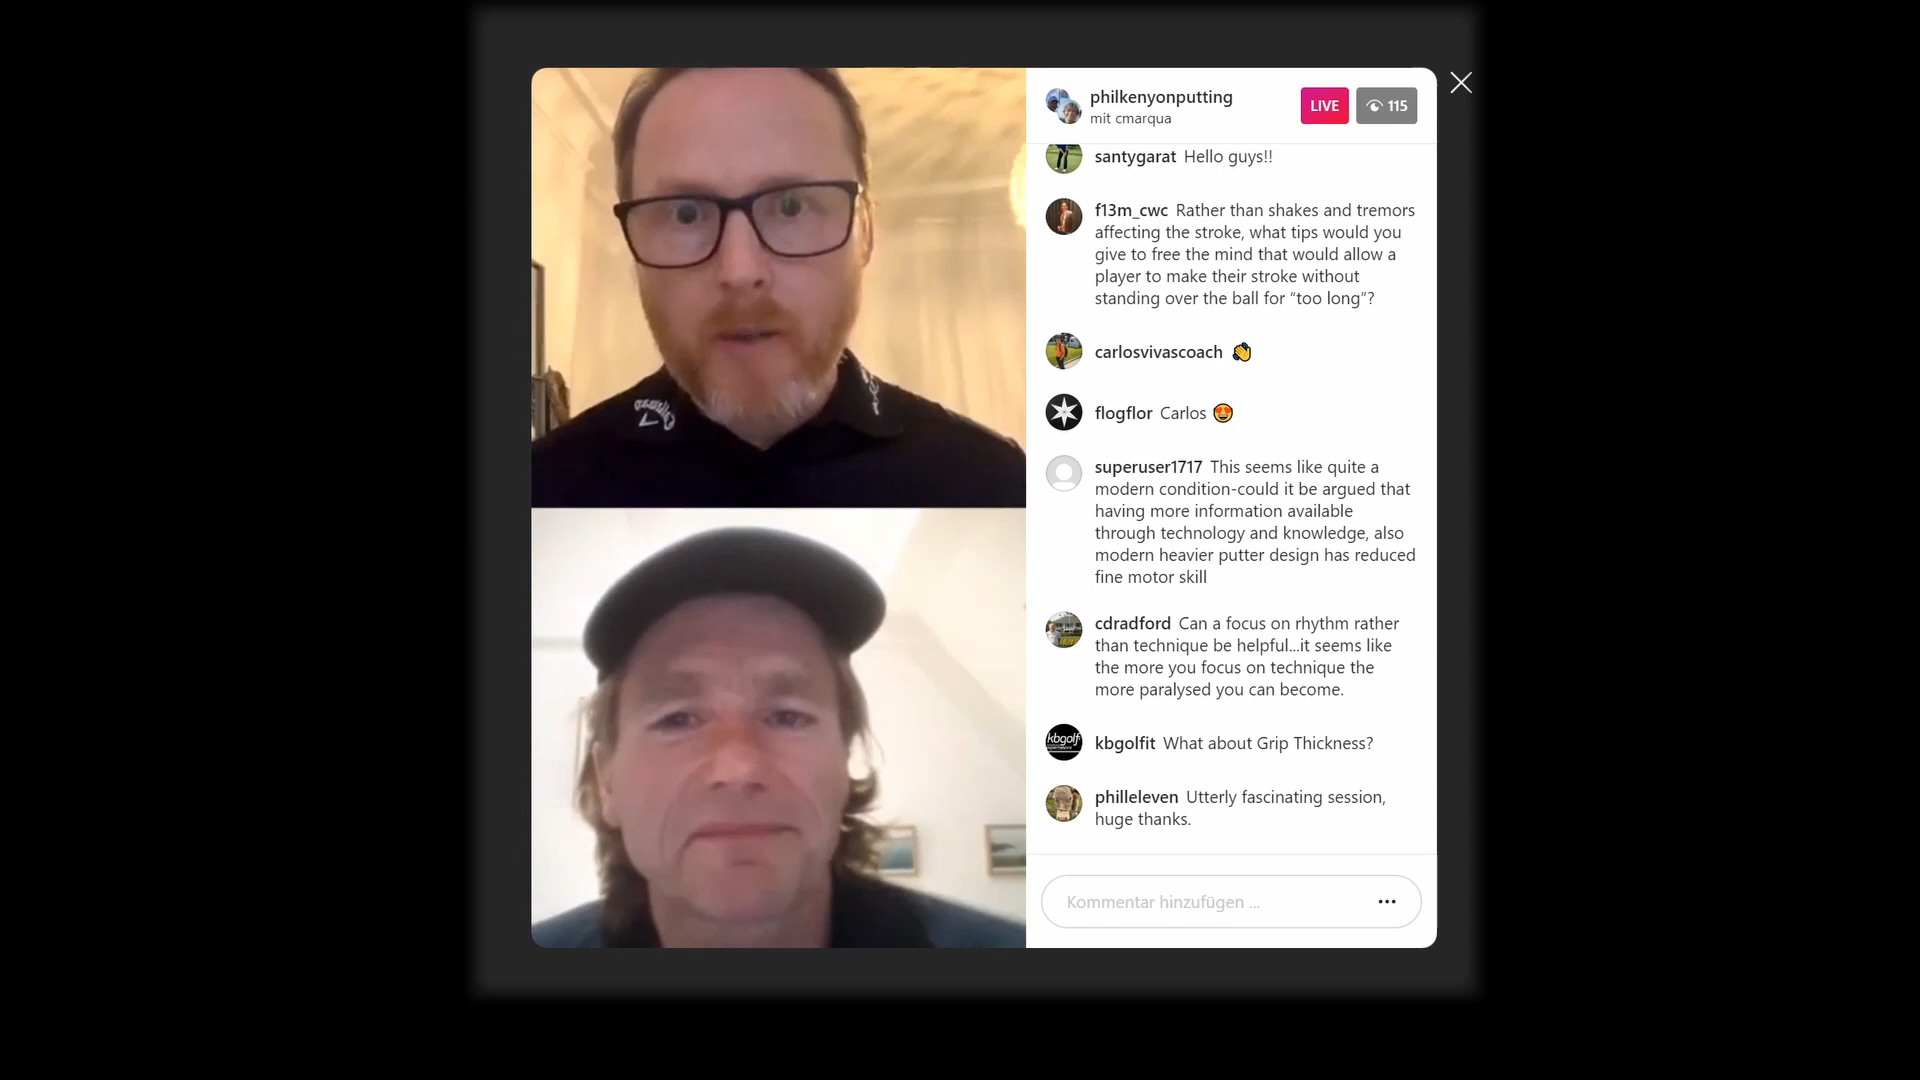 philkenyonputting
mit cmarqua
LIVE
115
santygarat Hello guys!!
f13m_cwc Rather than shakes and tremors
affecting the stroke, what tips would you
give to free the mind that would allow a
player to make their stroke without
standing over the ball for “too long”?
carlosvivascoach 👏
flogflor Carlos 😍
superuser1717 This seems like quite a
modern condition-could it be argued that
having more information available
through technology and knowledge, also
modern heavier putter design has reduced
fine motor skill
cdradford Can a focus on rhythm rather
than technique be helpful...it seems like
the more you focus on technique the
more paralysed you can become.
kbgolf
kbgolfit What about Grip Thickness?
philleleven Utterly fascinating session,
huge thanks.
Kommentar hinzufügen ...
Callaway